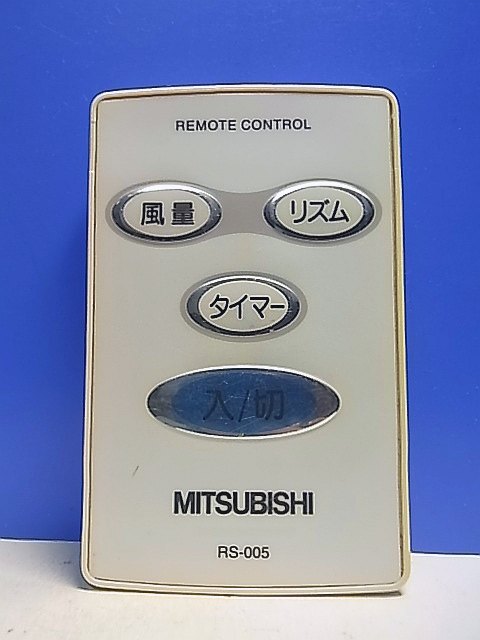 REMOTE CONTROL
風量 リズム
タイマー
入/切
MITSUBISHI
RS-005